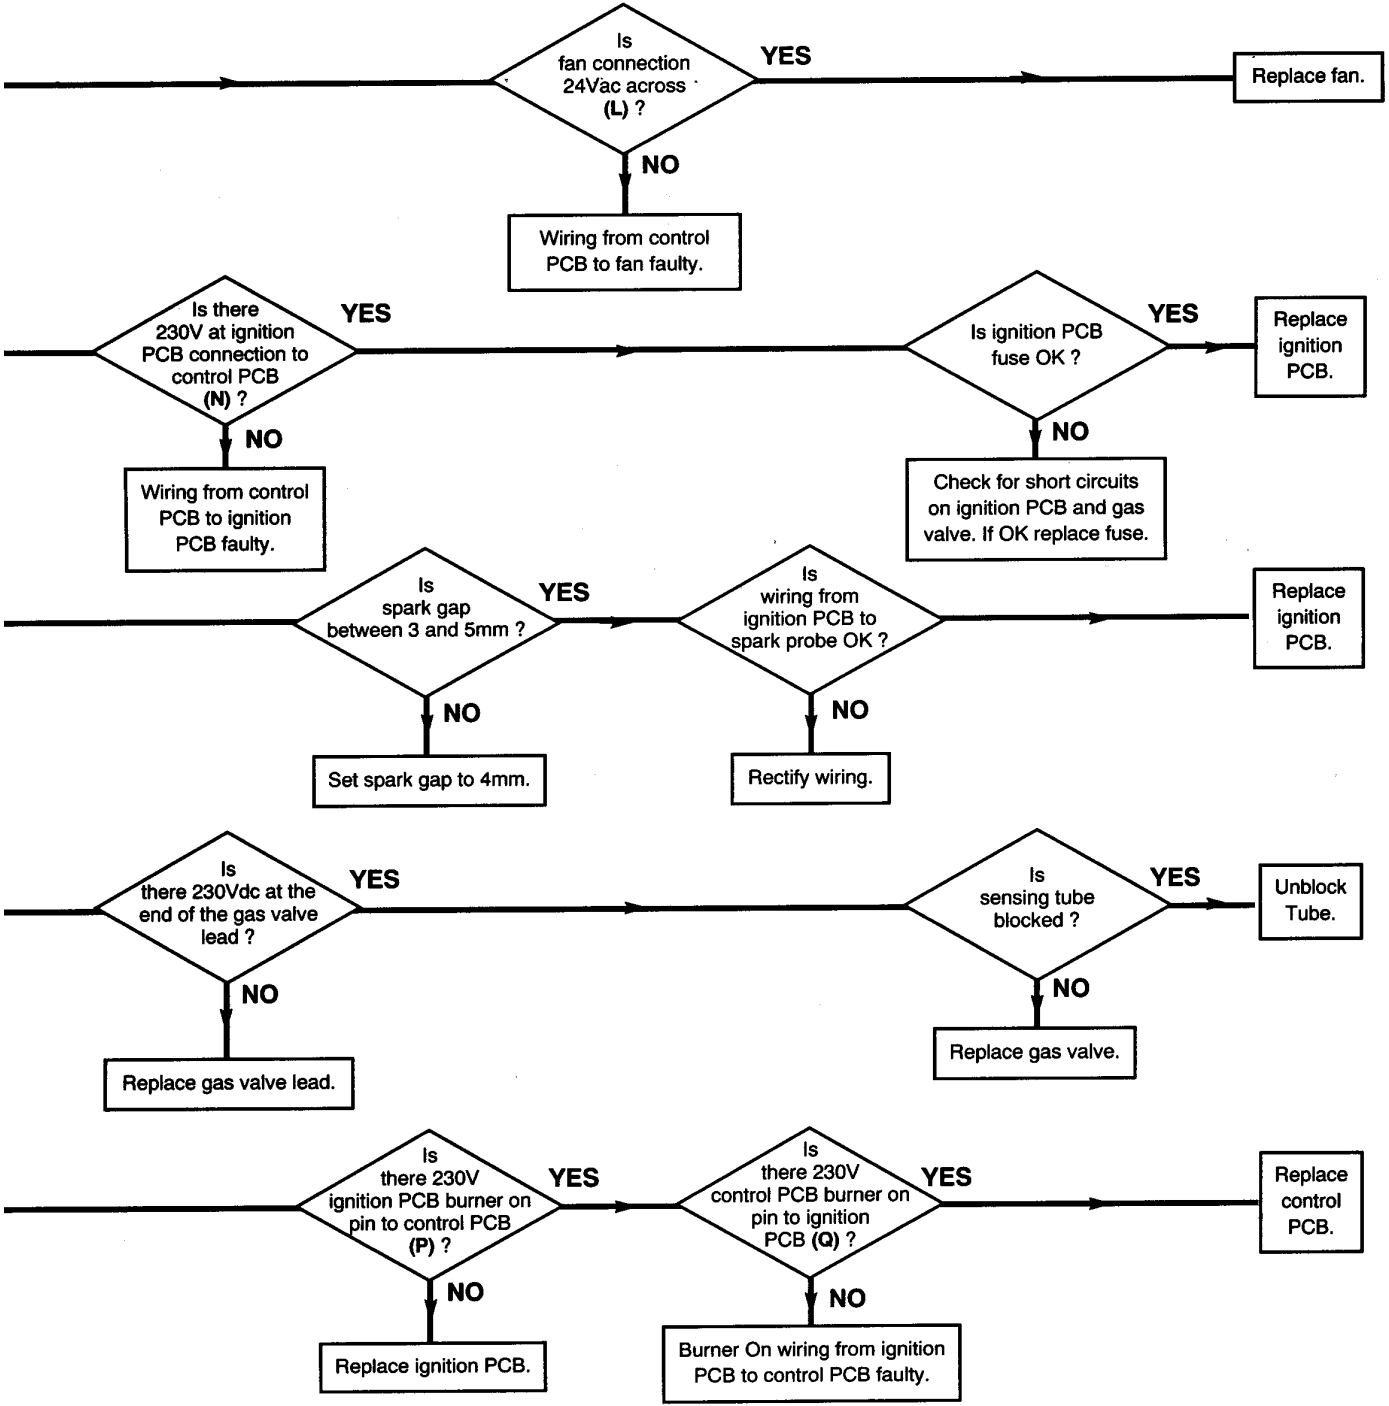 Is
fan connection
24Vac across
(L) ?
YES
Replace fan.
NO
Wiring from control
PCB to fan faulty.
Is there
230V at ignition
PCB connection to
control PCB
(N) ?
YES
Is ignition PCB
fuse OK ?
YES
Replace
ignition
PCB.
NO
Wiring from control
PCB to ignition
PCB faulty.
NO
Check for short circuits
on ignition PCB and gas
valve. If OK replace fuse.
Is
spark gap
between 3 and 5mm ?
YES
Is
wiring from
ignition PCB to
spark probe OK ?
Replace
ignition
PCB.
NO
Set spark gap to 4mm.
NO
Rectify wiring.
Is
there 230Vdc at the
end of the gas valve
lead ?
YES
Is
sensing tube
blocked ?
YES
Unblock
Tube.
NO
Replace gas valve lead.
NO
Replace gas valve.
Is
there 230V
ignition PCB burner on
pin to control PCB
(P) ?
YES
Is
there 230V
control PCB burner on
pin to ignition
PCB (Q) ?
YES
Replace
control
PCB.
NO
Replace ignition PCB.
NO
Burner On wiring from ignition
PCB to control PCB faulty.